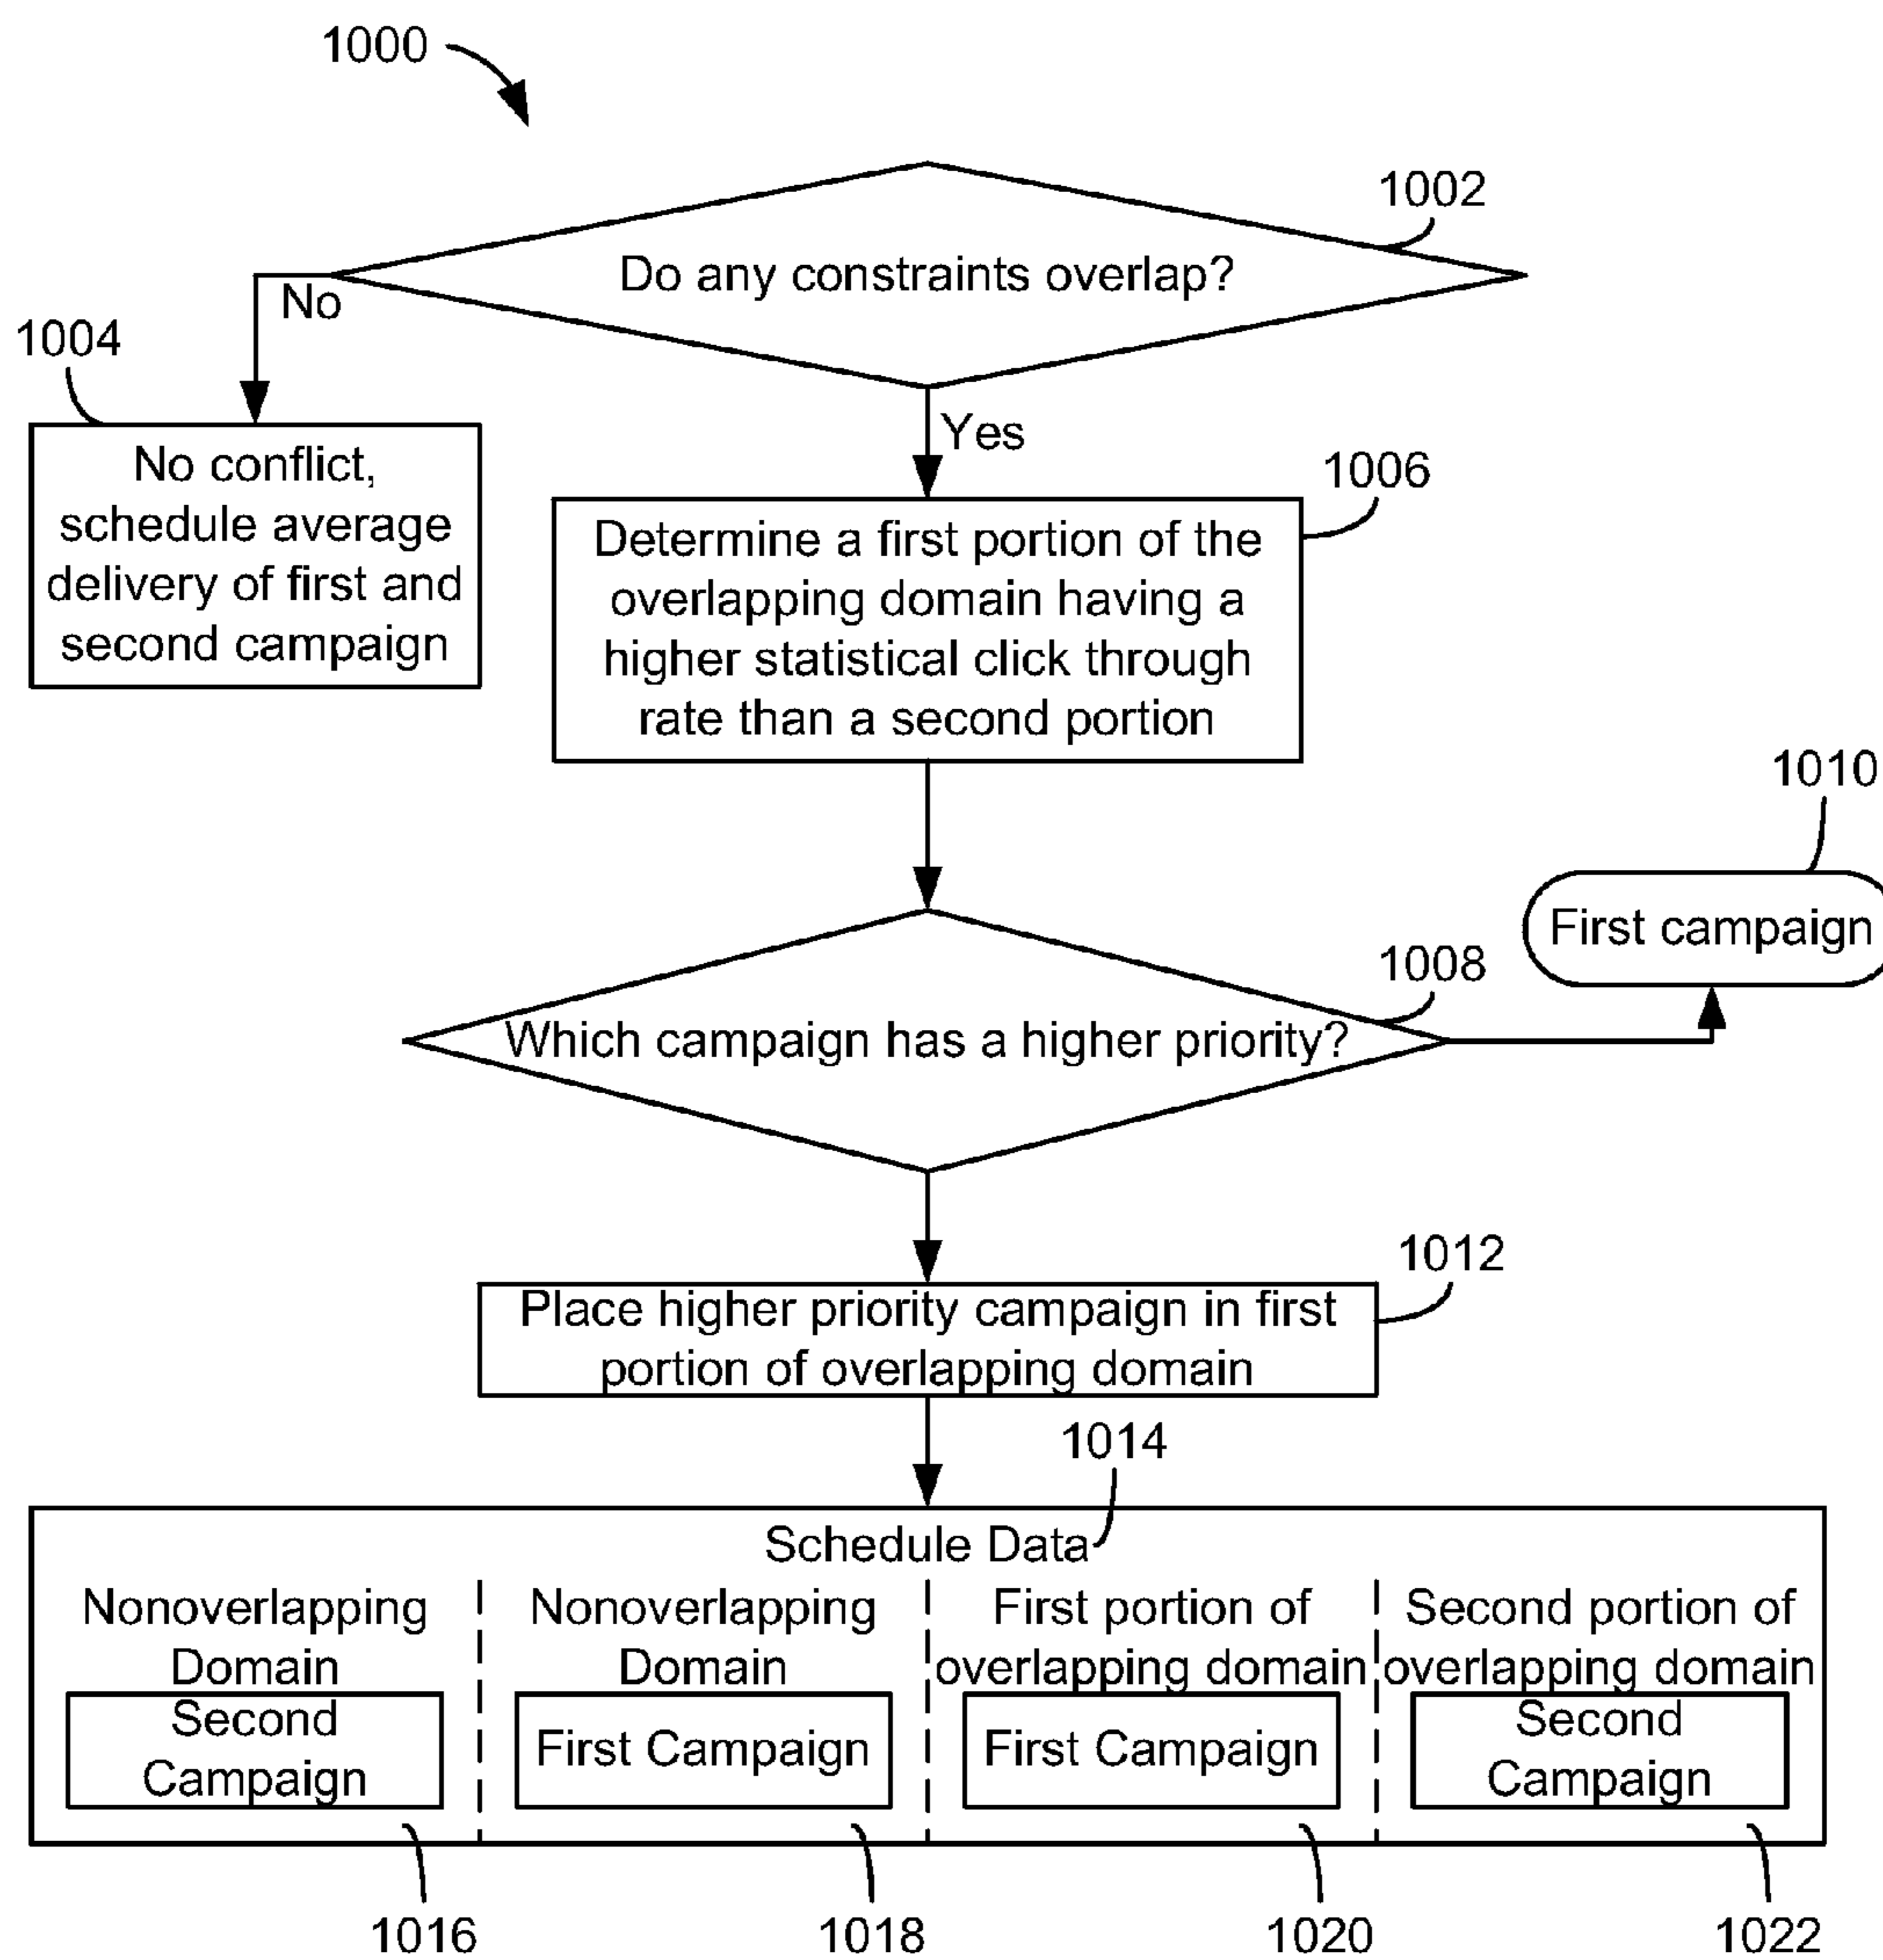 1000
1002
Do any constraints overlap?
No
1004
Yes
No conflict,
schedule average
delivery of first and
second campaign
1006
Determine a first portion of the
overlapping domain having a
higher statistical click through
rate than a second portion
1010
First campaign
1008
Which campaign has a higher priority?
1012
Place higher priority campaign in first
portion of overlapping domain
1014
Schedule Data
Nonoverlapping
Domain
Second
Campaign
Nonoverlapping
Domain
First Campaign
First portion of
overlapping domain
First Campaign
Second portion of
overlapping domain
Second
Campaign
1016
1018
1020
1022